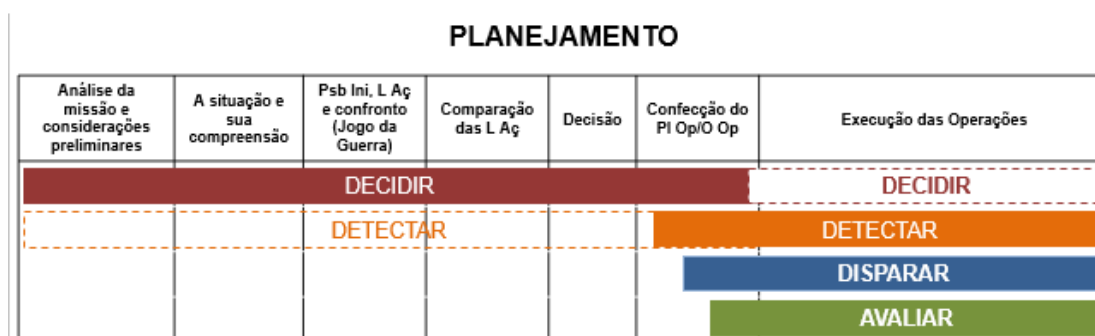 PLANEJAMENTO
Análise da
missão e
considerações
preliminares
A situação e
sua
compreensão
Psb Ini, L Aç
e confronto
(Jogo da
Guerra)
Comparação
das L Aç
Decisão
Confecção do
Pl Op/O Op
Execução das Operações
DECIDIR
DECIDIR
DETECTAR
DETECTAR
DISPARAR
AVALIAR